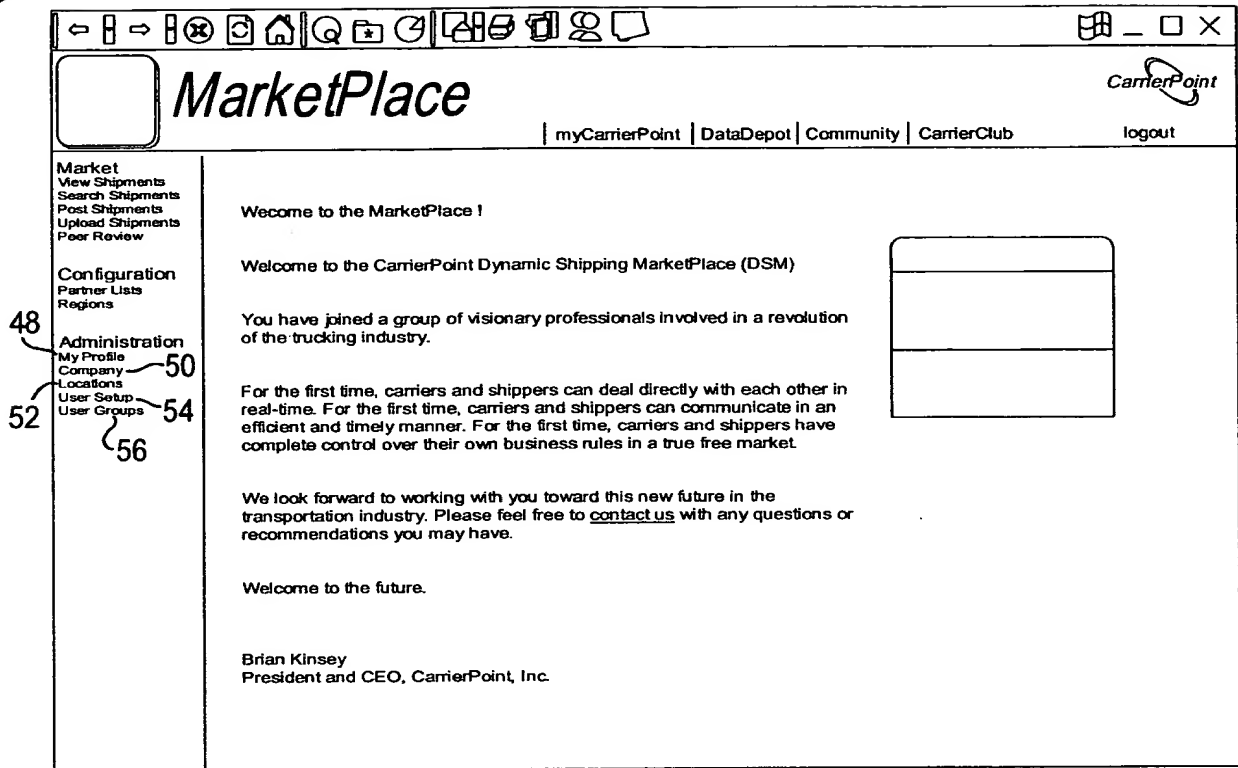 MarketPlace
CarrierPoint
myCarrierPoint | DataDepot | Community | CarrierClub
logout
Market
View Shipments
Search Shipments
Post Shipments
Upload Shipments
Peer Review
Configuration
Partner Lists
Regions
Administration
48
My Profile
Company
50
Locations
52
User Setup
54
User Groups
56
Wecome to the MarketPlace !
Welcome to the CarrierPoint Dynamic Shipping MarketPlace (DSM)
You have joined a group of visionary professionals involved in a revolution
of the trucking industry.
For the first time, carriers and shippers can deal directly with each other in
real-time. For the first time, carriers and shippers can communicate in an
efficient and timely manner. For the first time, carriers and shippers have
complete control over their own business rules in a true free market.
We look forward to working with you toward this new future in the
transportation industry. Please feel free to contact us with any questions or
recommendations you may have.
Welcome to the future.
Brian Kinsey
President and CEO, CarrierPoint, Inc.